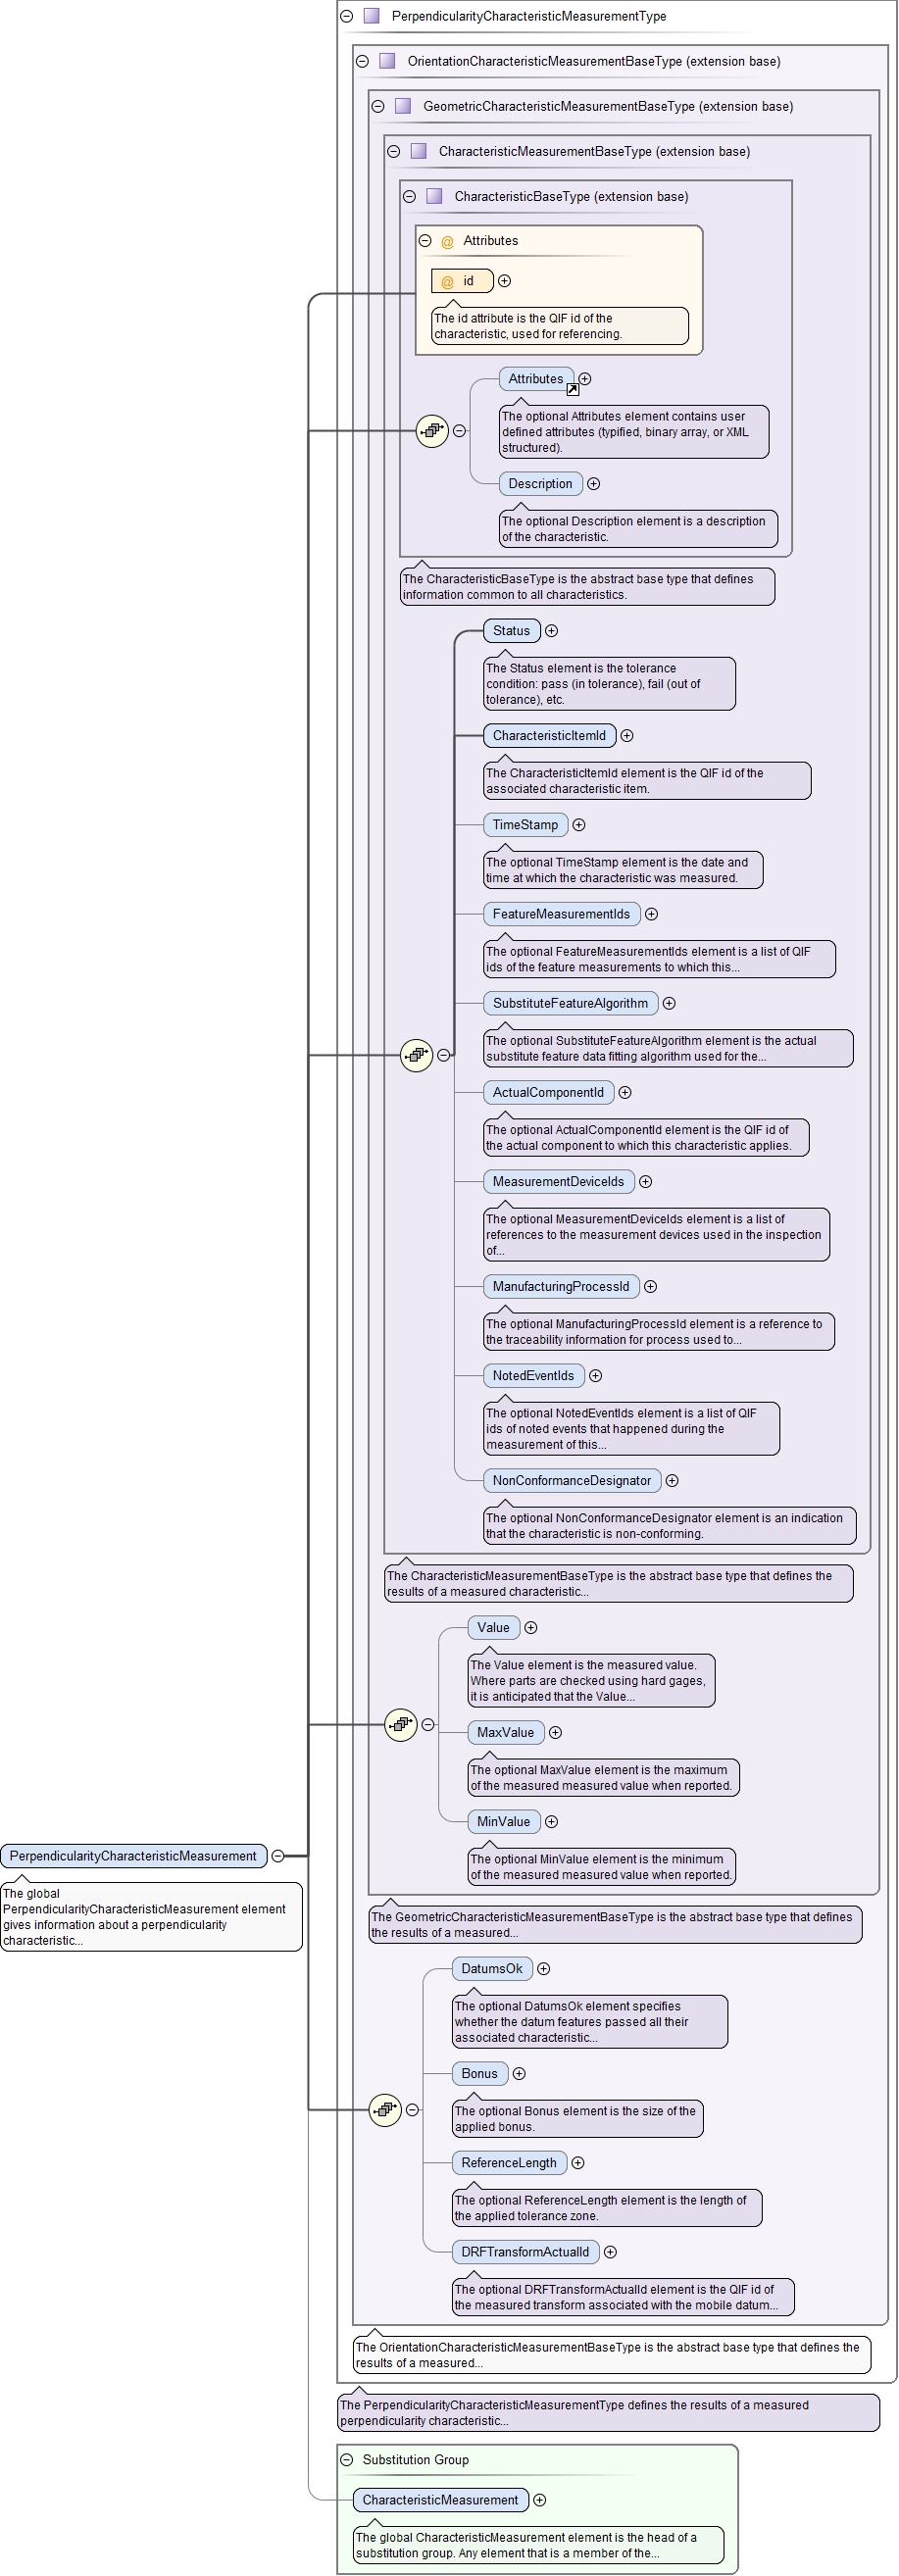 PerpendicularityCharacteristicMeasurementType
OrientationCharacteristicMeasurementBaseType (extension base)
GeometricCharacteristicMeasurementBaseType (extension base)
CharacteristicMeasurementBaseType (extension base)
CharacteristicBaseType (extension base)
@ Attributes
@ id
The id attribute is the QIF id of the
characteristic, used for referencing.
Attributes
The optional Attributes element contains user
defined attributes (typified, binary array, or XML
structured).
Description
The optional Description element is a description
of the characteristic.
The CharacteristicBaseType is the abstract base type that defines
information common to all characteristics.
Status
The Status element is the tolerance
condition: pass (in tolerance), fail (out of
tolerance), etc.
CharacteristicItemId
The CharacteristicItemId element is the QIF id of the
associated characteristic item.
TimeStamp
The optional TimeStamp element is the date and
time at which the characteristic was measured.
FeatureMeasurementIds
The optional FeatureMeasurementIds element is a list of QIF
ids of the feature measurements to which this...
SubstituteFeatureAlgorithm
The optional SubstituteFeatureAlgorithm element is the actual
substitute feature data fitting algorithm used for the...
ActualComponentId
The optional ActualComponentId element is the QIF id of
the actual component to which this characteristic applies.
MeasurementDeviceIds
The optional MeasurementDeviceIds element is a list of
references to the measurement devices used in the inspection
of...
ManufacturingProcessId
The optional ManufacturingProcessId element is a reference to
the traceability information for process used to...
NotedEventIds
The optional NotedEventIds element is a list of QIF
ids of noted events that happened during the
measurement of this...
NonConformanceDesignator
The optional NonConformanceDesignator element is an indication
that the characteristic is non-conforming.
The CharacteristicMeasurementBaseType is the abstract base type that defines the
results of a measured characteristic...
Value
The Value element is the measured value.
Where parts are checked using hard gages,
it is anticipated that the Value...
MaxValue
The optional MaxValue element is the maximum
of the measured measured value when reported.
MinValue
The optional MinValue element is the minimum
of the measured measured value when reported.
PerpendicularityCharacteristicMeasurement
The global
PerpendicularityCharacteristicMeasurement element
gives information about a perpendicularity
characteristic...
The GeometricCharacteristicMeasurementBaseType is the abstract base type that defines
the results of a measured...
DatumsOk
The optional DatumsOk element specifies
whether the datum features passed all their
associated characteristic...
Bonus
The optional Bonus element is the size of the
applied bonus.
ReferenceLength
The optional ReferenceLength element is the length of
the applied tolerance zone.
DRFTransformActualId
The optional DRFTransformActualId element is the QIF id of
the measured transform associated with the mobile datum...
The OrientationCharacteristicMeasurementBaseType is the abstract base type that defines the
results of a measured...
The PerpendicularityCharacteristicMeasurementType defines the results of a measured
perpendicularity characteristic...
Substitution Group
CharacteristicMeasurement
The global CharacteristicMeasurement element is the head of a
substitution group. Any element that is a member of the...